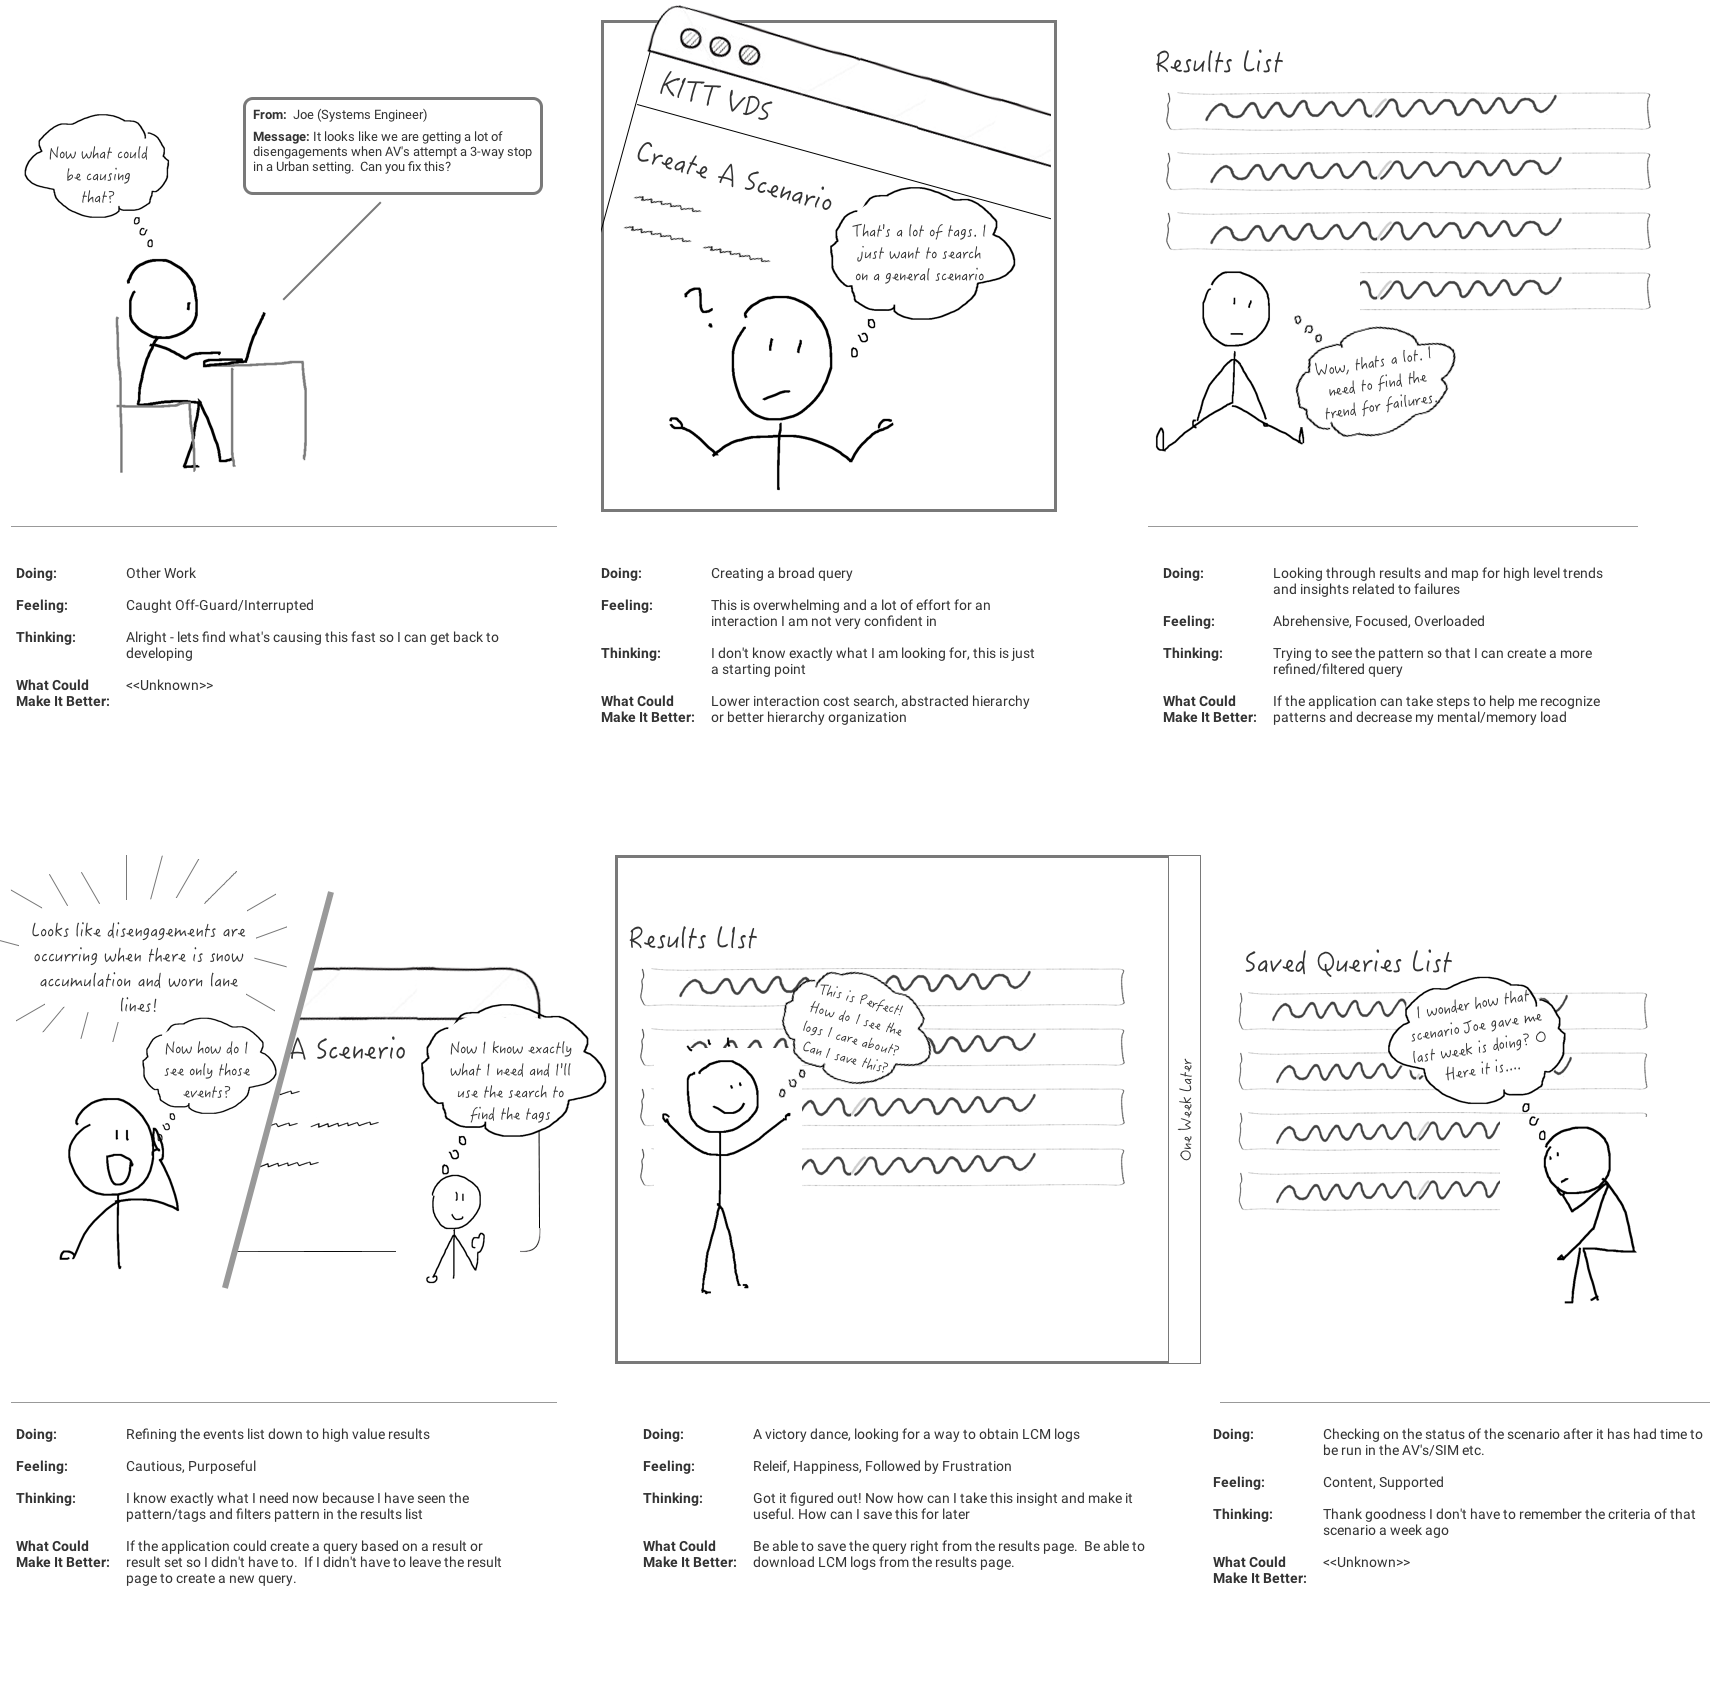 Now what could
be causing
that?
From: Joe (Systems Engineer)
Message: It looks like we are getting a lot of
disengagements when AV's attempt a 3-way stop
in a Urban setting. Can you fix this?
Doing: Other Work
Feeling: Caught Off-Guard/Interrupted
Thinking: Alright - lets find what's causing this fast so I can get back to
developing
What Could <<Unknown>>
Make It Better:
KITT VDS
Create A Scenario
That's a lot of tags. I
just want to search
on a general scenario
?
Doing: Creating a broad query
Feeling: This is overwhelming and a lot of effort for an
interaction I am not very confident in
Thinking: I don't know exactly what I am looking for, this is just
a starting point
What Could Lower interaction cost search, abstracted hierarchy
Make It Better: or better hierarchy organization
Results List
Wow, thats a lot. I
need to find the
trend for failures.
Doing: Looking through results and map for high level trends
and insights related to failures
Feeling: Abrehensive, Focused, Overloaded
Thinking: Trying to see the pattern so that I can create a more
refined/filtered query
What Could If the application can take steps to help me recognize
Make It Better: patterns and decrease my mental/memory load
Looks like disengagements are
occurring when there is snow
accumulation and worn lane
lines!
Now how do I
see only those
events?
A Scenerio
Now I know exactly
what I need and I'll
use the search to
find the tags
Doing: Refining the events list down to high value results
Feeling: Cautious, Purposeful
Thinking: I know exactly what I need now because I have seen the
pattern/tags and filters pattern in the results list
What Could If the application could create a query based on a result or
Make It Better: result set so I didn't have to. If I didn't have to leave the result
page to create a new query.
Results LIst
This is Perfect!
How do I see the
logs I care about?
Can I save this?
One Week Later
Doing: A victory dance, looking for a way to obtain LCM logs
Feeling: Releif, Happiness, Followed by Frustration
Thinking: Got it figured out! Now how can I take this insight and make it
useful. How can I save this for later
What Could Be able to save the query right from the results page. Be able to
Make It Better: download LCM logs from the results page.
Saved Queries List
I wonder how that
scenario Joe gave me
last week is doing? O
Here it is....
Doing: Checking on the status of the scenario after it has had time to
be run in the AV's/SIM etc.
Feeling: Content, Supported
Thinking: Thank goodness I don't have to remember the criteria of that
scenario a week ago
What Could <<Unknown>>
Make It Better: